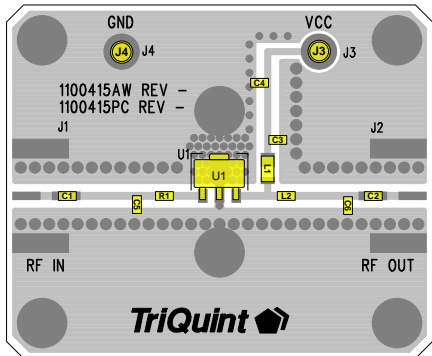 GND
VCC
J4
J4
J3
J3
1100415AW REV -
1100415PC REV -
C4
J1
C3
J2
U1
U1
L1
C1
R1
L2
C2
C5
C6
RF IN
RF OUT
TriQuint